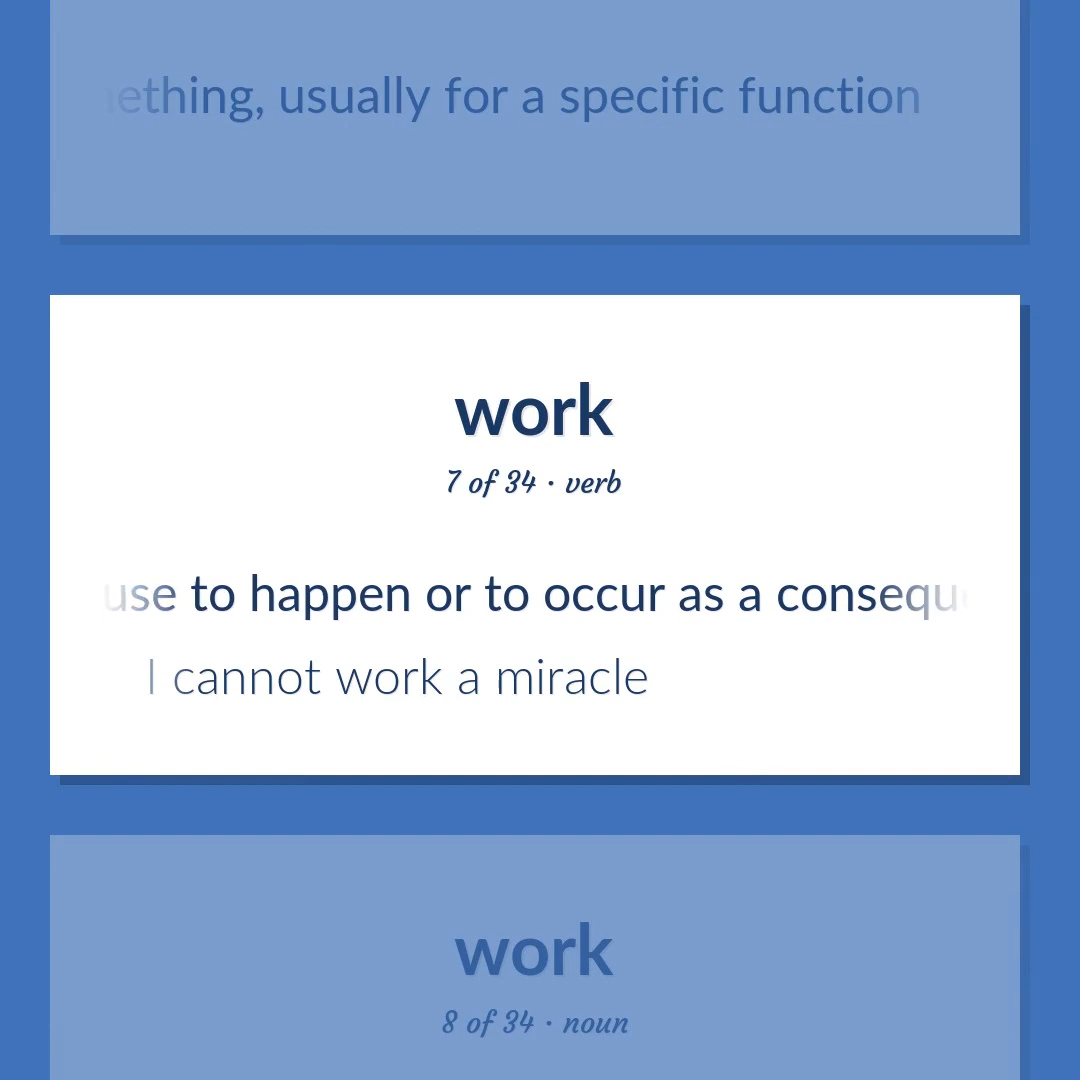 ething, usually for a specific function
work
7 of 34 · verb
use to happen or to occur as a consequ
I cannot work a miracle
work
8 of 34 · noun